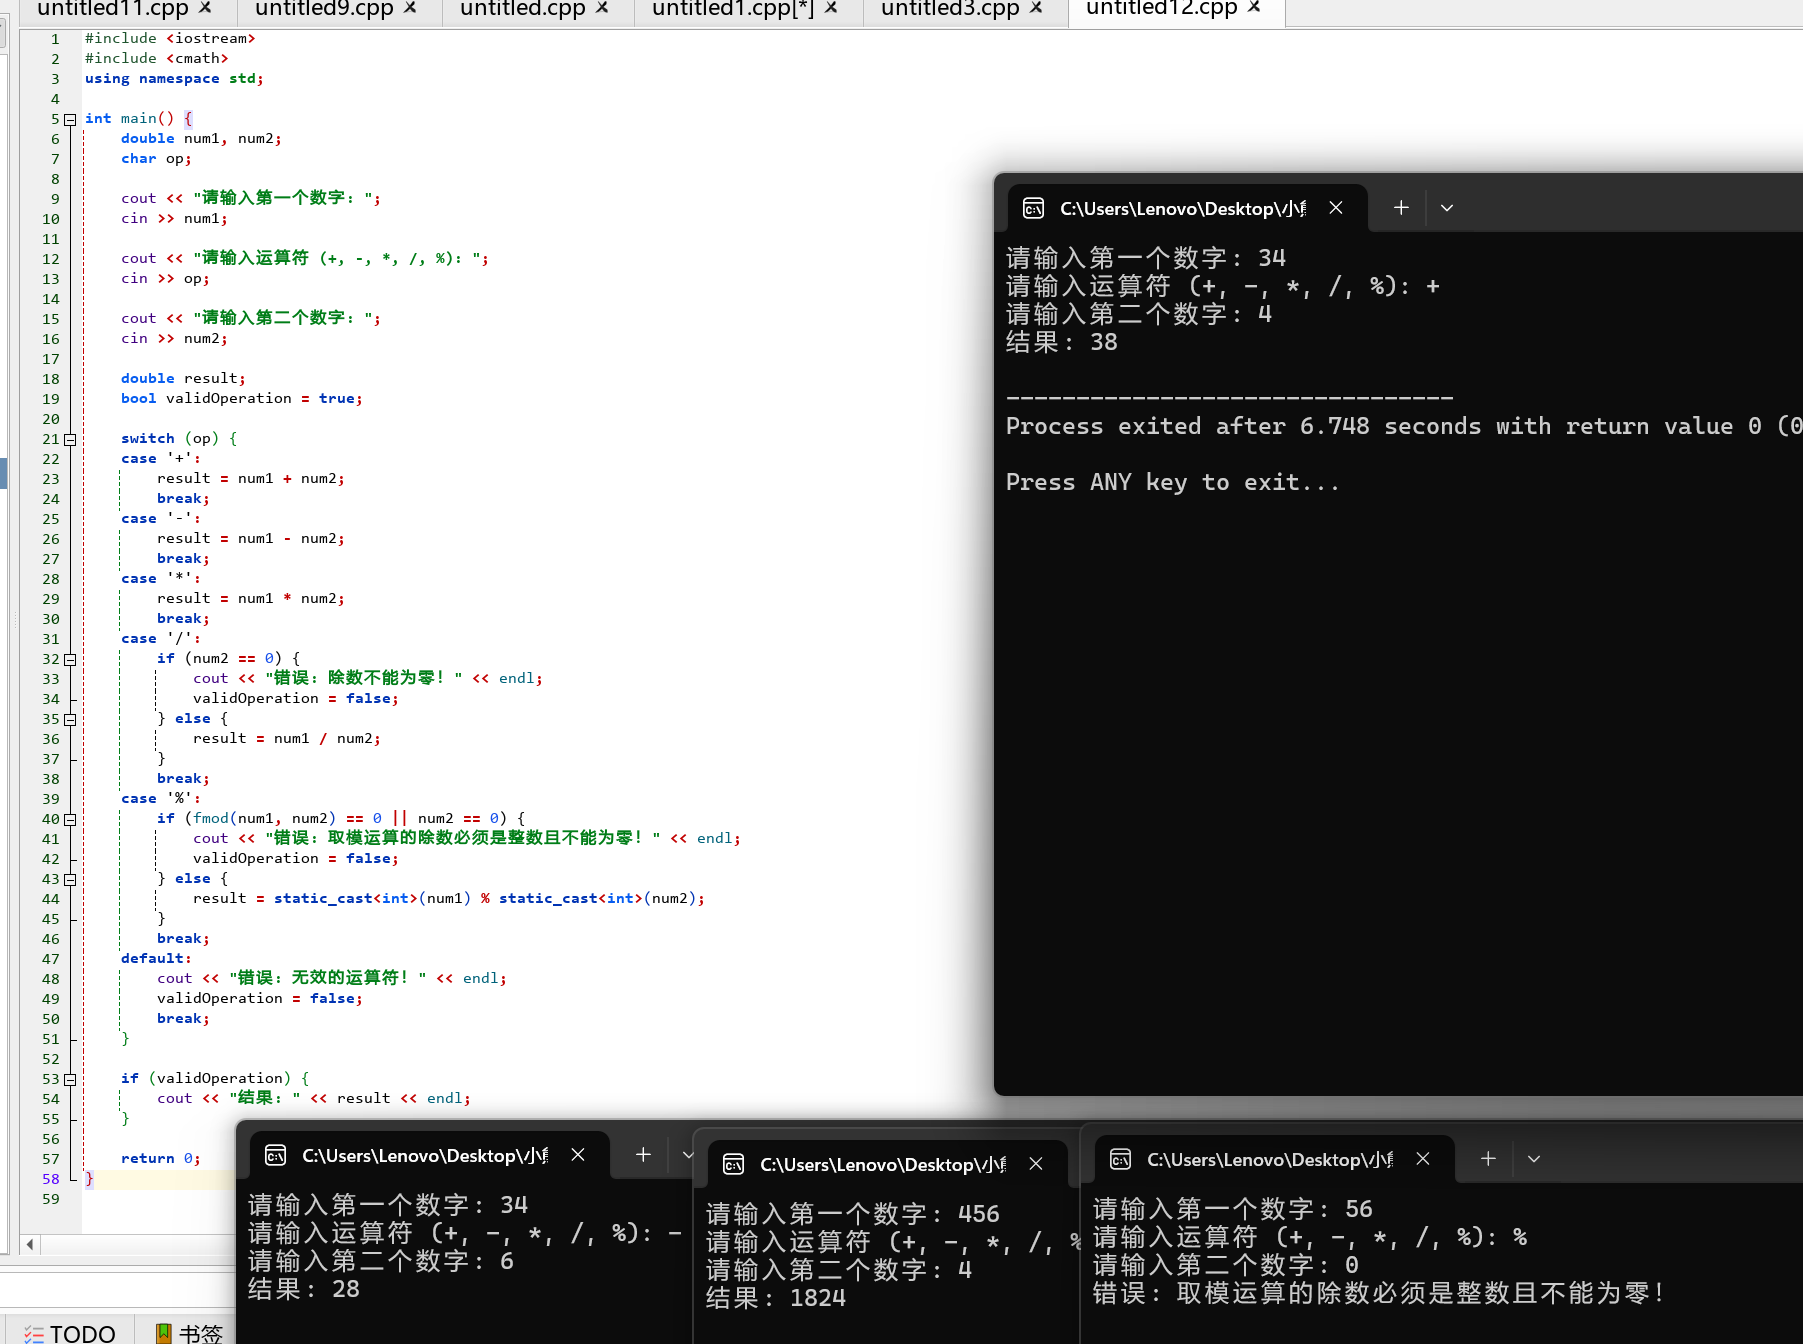 untitled11.cpp untitled9.cpp untitled.cpp untitled1.cpp[*] untitled3.cpp untitled12.cpp
1 #include <iostream>
2 #include <cmath>
3 using namespace std;
4
5 int main() {
6 double num1, num2;
7 char op;
8
9 cout << "请输入第一个数字: ";
10 cin >> num1;
11
12 cout << "请输入运算符 (+, -, *, /, %): ";
13 cin >> op;
14
15 cout << "请输入第二个数字: ";
16 cin >> num2;
17
18 double result;
19 bool validOperation = true;
20
21 switch (op) {
22 case '+':
23 result = num1 + num2;
24 break;
25 case '-':
26 result = num1 - num2;
27 break;
28 case '*':
29 result = num1 * num2;
30 break;
31 case '/':
32 if (num2 == 0) {
33 cout << "错误: 除数不能为零! " << endl;
34 validOperation = false;
35 } else {
36 result = num1 / num2;
37 }
38 break;
39 case '%':
40 if (fmod(num1, num2) == 0 || num2 == 0) {
41 cout << "错误: 取模运算的除数必须是整数且不能为零! " << endl;
42 validOperation = false;
43 } else {
44 result = static_cast<int>(num1) % static_cast<int>(num2);
45 }
46 break;
47 default:
48 cout << "错误: 无效的运算符! " << endl;
49 validOperation = false;
50 break;
51 }
52
53 if (validOperation) {
54 cout << "结果: " << result << endl;
55 }
56
57 return 0;
58 }
59
C:\Users\Lenovo\Desktop\小
请输入第一个数字: 34
请输入运算符 (+, -, *, /, %): +
请输入第二个数字: 4
结果: 38
--------------------------------
Process exited after 6.748 seconds with return value 0 (0
Press ANY key to exit...
C:\Users\Lenovo\Desktop\小
请输入第一个数字: 34
请输入运算符 (+, -, *, /, %): -
请输入第二个数字: 6
结果: 28
C:\Users\Lenovo\Desktop\小
请输入第一个数字: 456
请输入运算符 (+, -, *, /, %
请输入第二个数字: 4
结果: 1824
C:\Users\Lenovo\Desktop\小
请输入第一个数字: 56
请输入运算符 (+, -, *, /, %): %
请输入第二个数字: 0
错误: 取模运算的除数必须是整数且不能为零!
TODO 书签